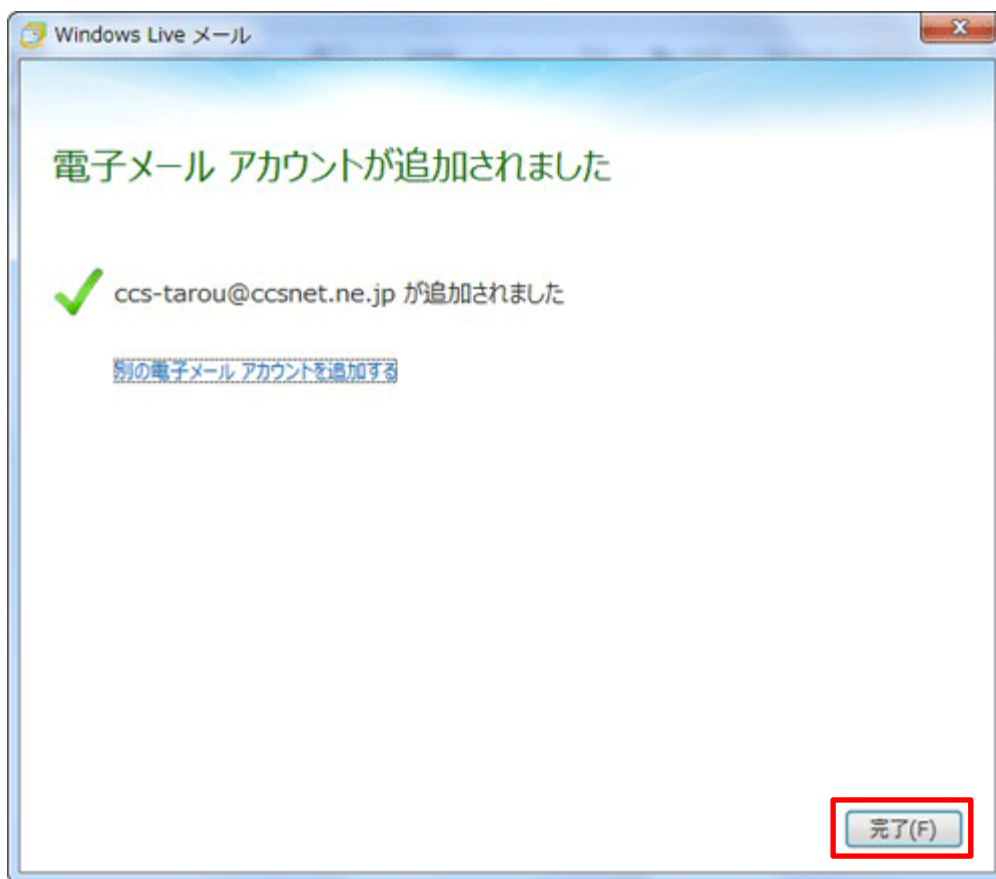 Windows Live メール
電子メール アカウントが追加されました
ccs-tarou@ccsnet.ne.jp が追加されました
別の電子メール アカウントを追加する
完了(F)